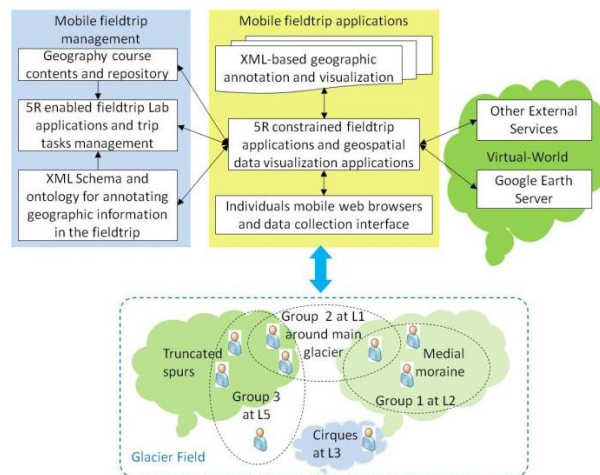 Mobile fieldtrip
management
Geography course
contents and repository
5R enabled fieldtrip Lab
applications and trip
tasks management
XML Schema and
ontology for annotating
geographic information
in the fieldtrip
Mobile fieldtrip applications
XML-based geographic
annotation and visualization
5R constrained fieldtrip
applications and geospatial
data visualization applications
Individuals mobile web browsers
and data collection interface
Other External
Services
Virtual-World
Google Earth
Server
Group 2 at L1
around main
glacier
Truncated
spurs
Medial
moraine
Group 3
at L5
Group 1 at L2
Cirques
at L3
Glacier Field